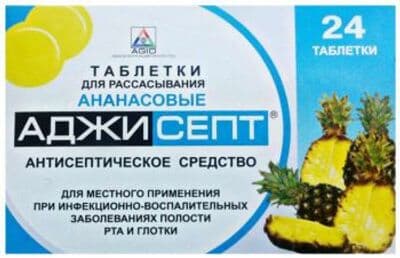 AGIO
24
ТАБЛЕТКИ
ТАБЛЕТКИ
ДЛЯ РАССАСЫВАНИЯ
АНАНАСОВЫЕ
АДЖИСЕПТ®
АНТИСЕПТИЧЕСКОЕ СРЕДСТВО
ДЛЯ МЕСТНОГО ПРИМЕНЕНИЯ
ПРИ ИНФЕКЦИОННО-ВОСПАЛИТЕЛЬНЫХ
ЗАБОЛЕВАНИЯХ ПОЛОСТИ
РТА И ГЛОТКИ